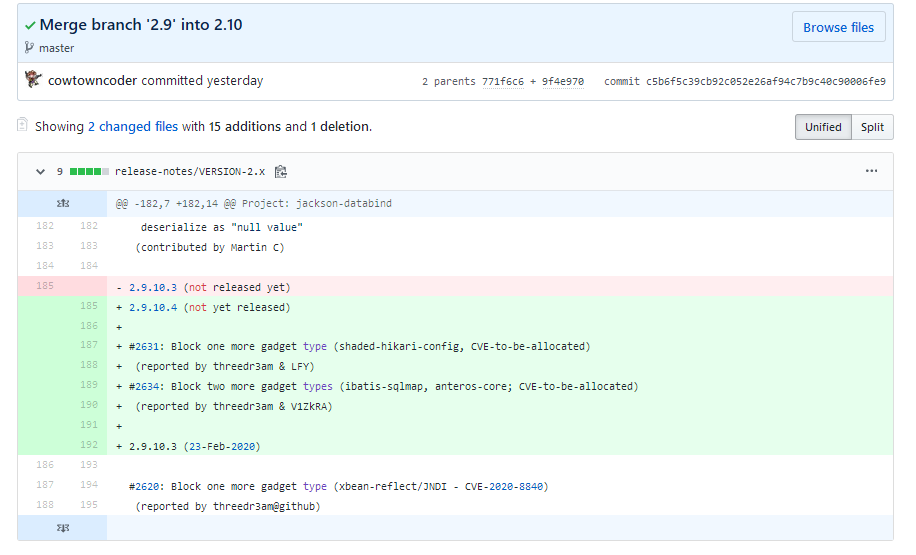 Merge branch '2.9' into 2.10
Browse files
master
cowtowncoder committed yesterday
2 parents 771f6c6 + 9f4e970 commit c5b6f5c39cb92c052e26af94c7b9c40c90006fe9
Showing 2 changed files with 15 additions and 1 deletion.
Unified Split
9 release-notes/VERSION-2.x
@@ -182,7 +182,14 @@ Project: jackson-databind
182 182 deserialize as "null value"
183 183 (contributed by Martin C)
184 184
185 - 2.9.10.3 (not released yet)
185 + 2.9.10.4 (not yet released)
186 +
187 + #2631: Block one more gadget type (shaded-hikari-config, CVE-to-be-allocated)
188 + (reported by threedr3am & LFY)
189 + #2634: Block two more gadget types (ibatis-sqlmap, anteros-core; CVE-to-be-allocated)
190 + (reported by threedr3am & V1ZkRA)
191 +
192 + 2.9.10.3 (23-Feb-2020)
186 193
187 194 #2620: Block one more gadget type (xbean-reflect/JNDI - CVE-2020-8840)
188 195 (reported by threedr3am@github)